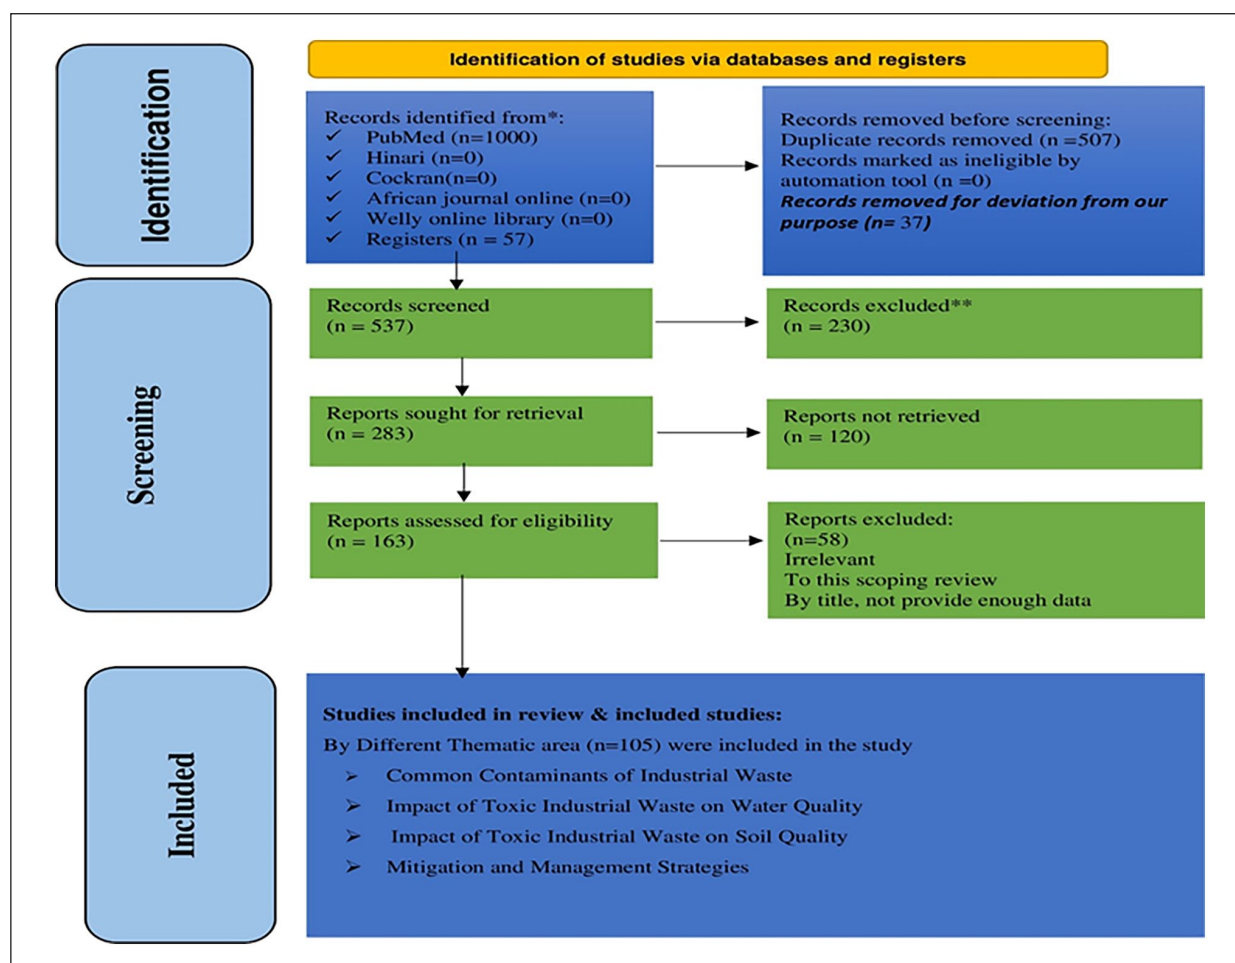 Identification of studies via databases and registers
Identification
Records identified from*:
✓ PubMed (n=1000)
✓ Hinari (n=0)
✓ Cockran(n=0)
✓ African journal online (n=0)
✓ Welly online library (n=0)
✓ Registers (n = 57)
Records removed before screening:
Duplicate records removed (n =507)
Records marked as ineligible by
automation tool (n =0)
Records removed for deviation from our
purpose (n= 37)
Screening
Records screened
(n = 537)
Records excluded**
(n = 230)
Reports sought for retrieval
(n = 283)
Reports not retrieved
(n = 120)
Reports assessed for eligibility
(n = 163)
Reports excluded:
(n=58)
Irrelevant
To this scoping review
By title, not provide enough data
Included
Studies included in review & included studies:
By Different Thematic area (n=105) were included in the study
➢ Common Contaminants of Industrial Waste
➢ Impact of Toxic Industrial Waste on Water Quality
➢ Impact of Toxic Industrial Waste on Soil Quality
➢ Mitigation and Management Strategies